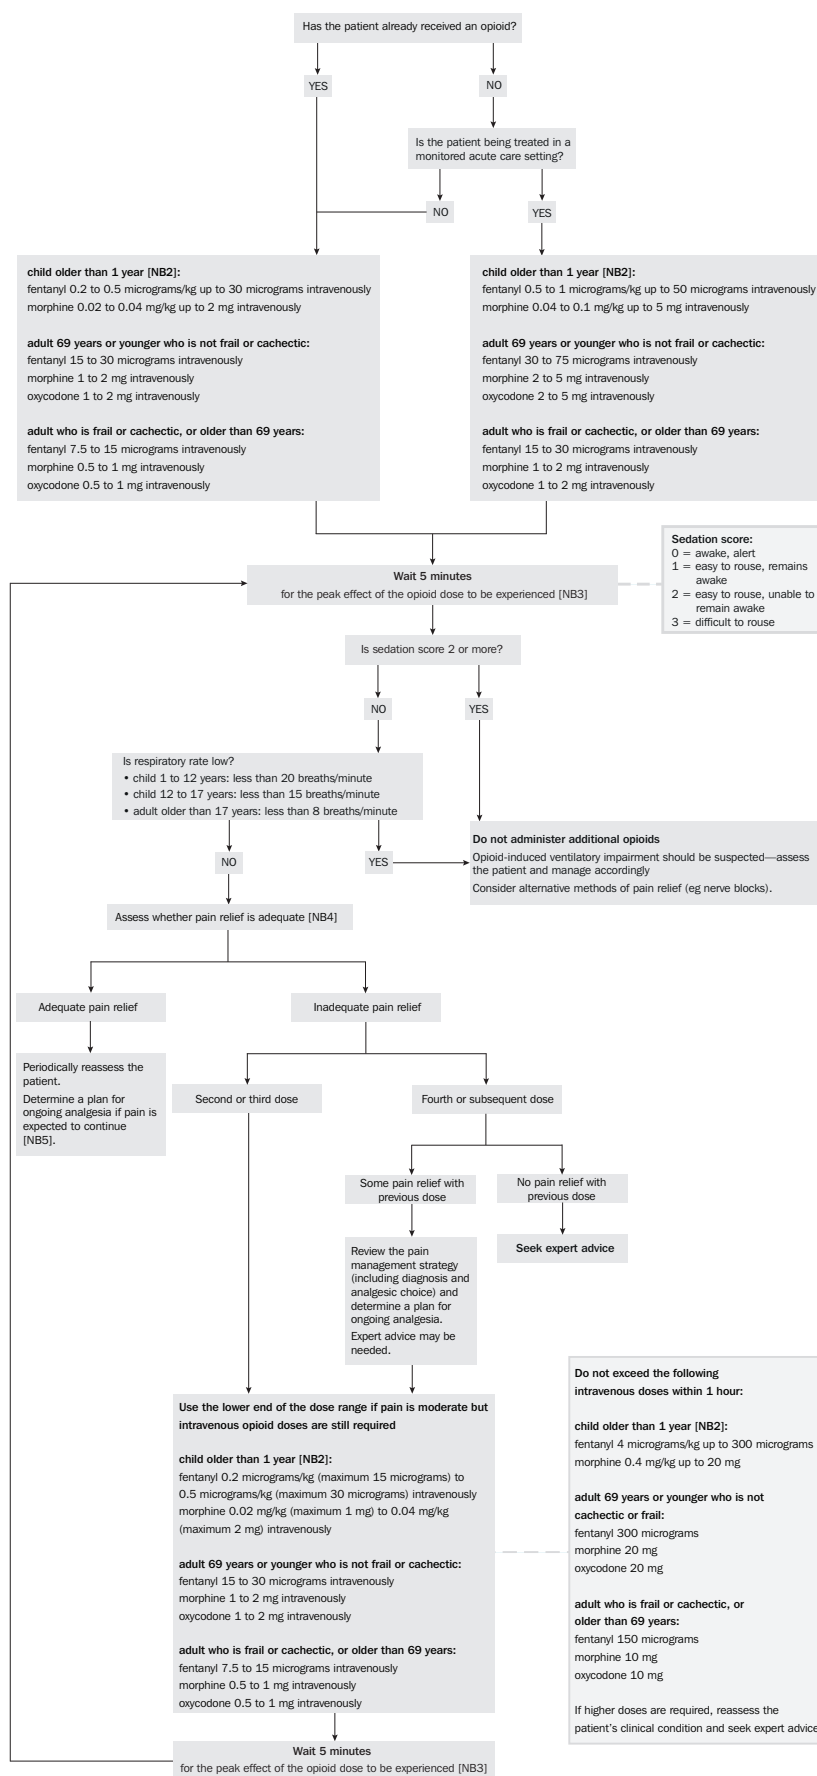 Has the patient already received an opioid?
YES
NO
Is the patient being treated in a
monitored acute care setting?
NO
YES
child older than 1 year [NB2]:
fentanyl 0.2 to 0.5 micrograms/kg up to 30 micrograms intravenously
morphine 0.02 to 0.04 mg/kg up to 2 mg intravenously
adult 69 years or younger who is not frail or cachectic:
fentanyl 15 to 30 micrograms intravenously
morphine 1 to 2 mg intravenously
oxycodone 1 to 2 mg intravenously
adult who is frail or cachectic, or older than 69 years:
fentanyl 7.5 to 15 micrograms intravenously
morphine 0.5 to 1 mg intravenously
oxycodone 0.5 to 1 mg intravenously
child older than 1 year [NB2]:
fentanyl 0.5 to 1 micrograms/kg up to 50 micrograms intravenously
morphine 0.04 to 0.1 mg/kg up to 5 mg intravenously
adult 69 years or younger who is not frail or cachectic:
fentanyl 30 to 75 micrograms intravenously
morphine 2 to 5 mg intravenously
oxycodone 2 to 5 mg intravenously
adult who is frail or cachectic, or older than 69 years:
fentanyl 15 to 30 micrograms intravenously
morphine 1 to 2 mg intravenously
oxycodone 1 to 2 mg intravenously
Wait 5 minutes
for the peak effect of the opioid dose to be experienced [NB3]
Sedation score:
0 = awake, alert
1 = easy to rouse, remains
awake
2 = easy to rouse, unable to
remain awake
3 = difficult to rouse
Is sedation score 2 or more?
NO
YES
Is respiratory rate low?
• child 1 to 12 years: less than 20 breaths/minute
• child 12 to 17 years: less than 15 breaths/minute
• adult older than 17 years: less than 8 breaths/minute
NO
YES
Do not administer additional opioids
Opioid-induced ventilatory impairment should be suspected—assess
the patient and manage accordingly
Consider alternative methods of pain relief (eg nerve blocks).
Assess whether pain relief is adequate [NB4]
Adequate pain relief
Inadequate pain relief
Periodically reassess the
patient.
Determine a plan for
ongoing analgesia if pain is
expected to continue
[NB5].
Second or third dose
Fourth or subsequent dose
Some pain relief with
previous dose
No pain relief with
previous dose
Review the pain
management strategy
(including diagnosis and
analgesic choice) and
determine a plan for
ongoing analgesia.
Expert advice may be
needed.
Seek expert advice
Use the lower end of the dose range if pain is moderate but
intravenous opioid doses are still required
child older than 1 year [NB2]:
fentanyl 0.2 micrograms/kg (maximum 15 micrograms) to
0.5 micrograms/kg (maximum 30 micrograms) intravenously
morphine 0.02 mg/kg (maximum 1 mg) to 0.04 mg/kg
(maximum 2 mg) intravenously
adult 69 years or younger who is not frail or cachectic:
fentanyl 15 to 30 micrograms intravenously
morphine 1 to 2 mg intravenously
oxycodone 1 to 2 mg intravenously
adult who is frail or cachectic, or older than 69 years:
fentanyl 7.5 to 15 micrograms intravenously
morphine 0.5 to 1 mg intravenously
oxycodone 0.5 to 1 mg intravenously
Do not exceed the following
intravenous doses within 1 hour:
child older than 1 year [NB2]:
fentanyl 4 micrograms/kg up to 300 micrograms
morphine 0.4 mg/kg up to 20 mg
adult 69 years or younger who is not
cachectic or frail:
fentanyl 300 micrograms
morphine 20 mg
oxycodone 20 mg
adult who is frail or cachectic, or
older than 69 years:
fentanyl 150 micrograms
morphine 10 mg
oxycodone 10 mg
If higher doses are required, reassess the
patient's clinical condition and seek expert advice
Wait 5 minutes
for the peak effect of the opioid dose to be experienced [NB3]